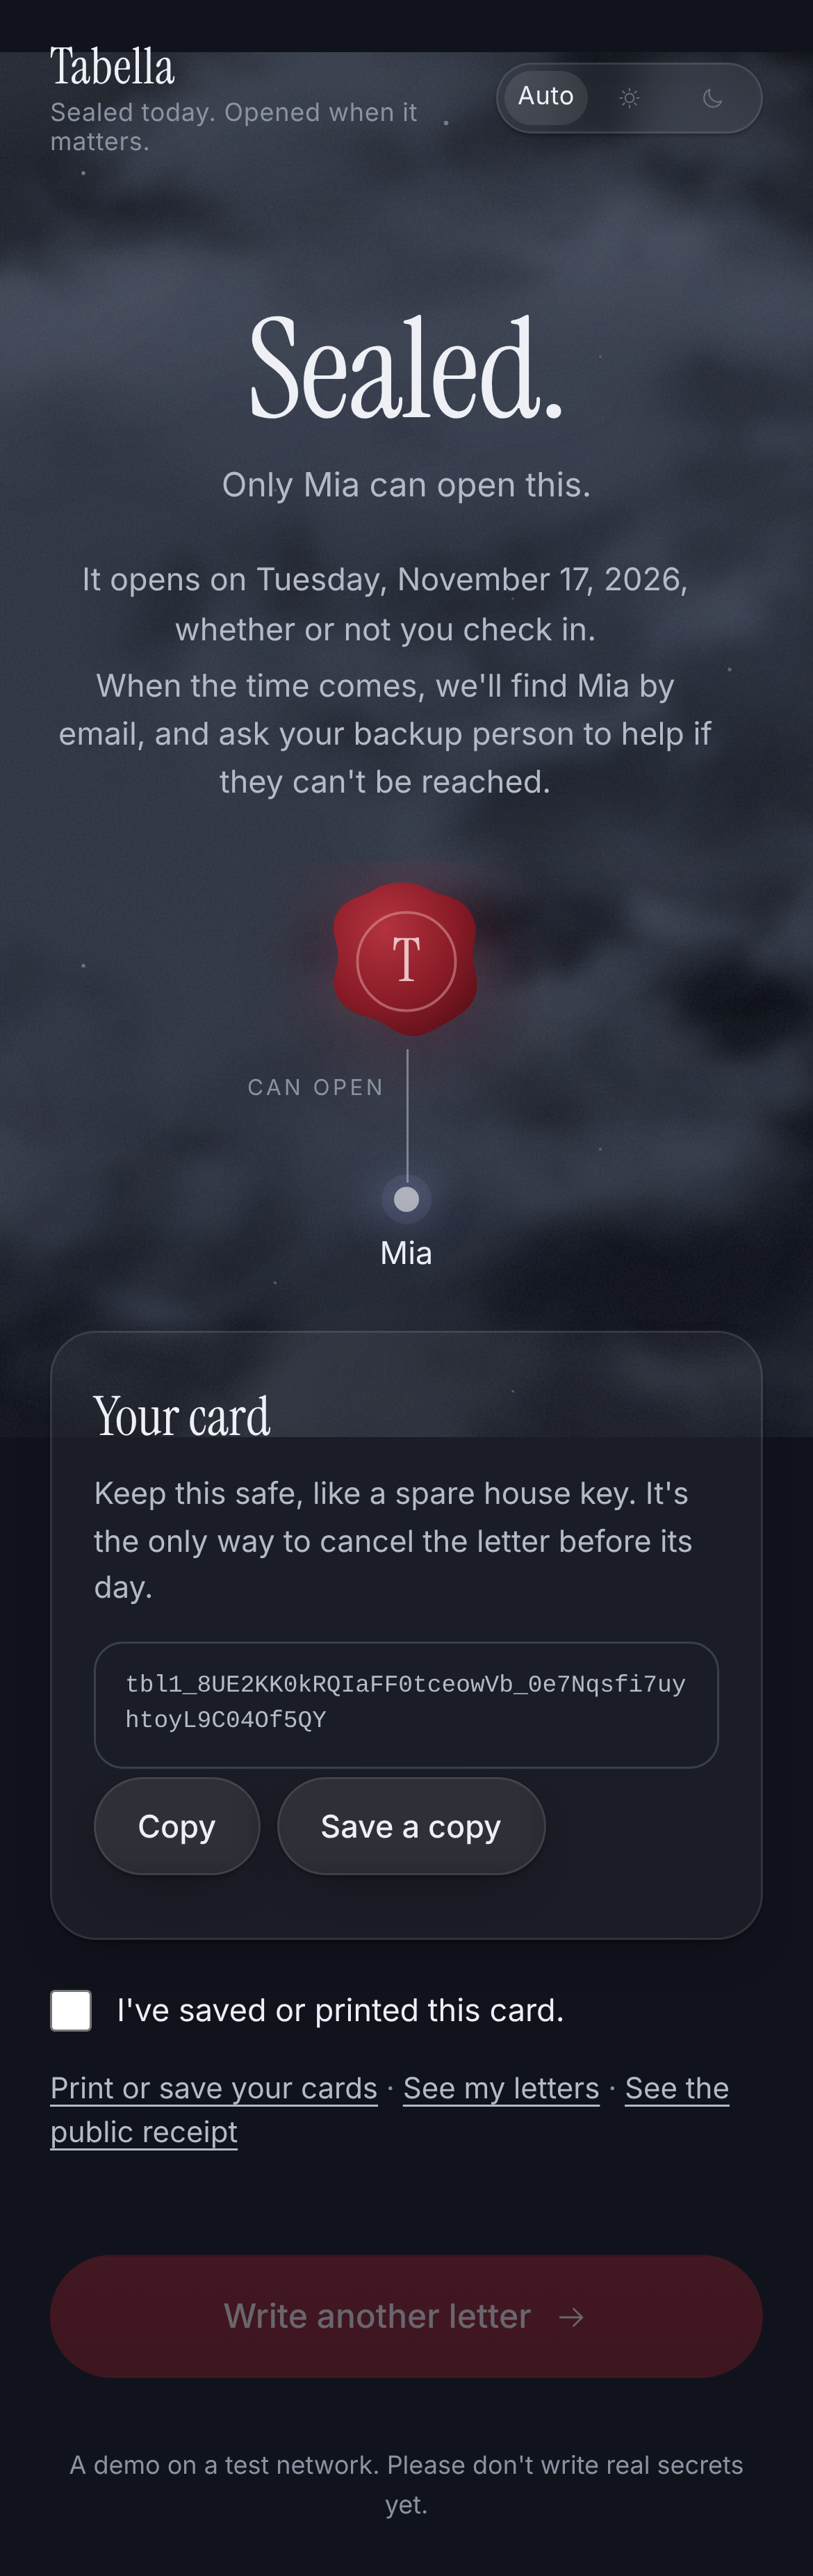 Tabella
Sealed today. Opened when it
matters.
Auto
Sealed.
Only Mia can open this.
It opens on Tuesday, November 17, 2026,
whether or not you check in.
When the time comes, we'll find Mia by
email, and ask your backup person to help if
they can't be reached.
T
CAN OPEN
Mia
Your card
Keep this safe, like a spare house key. It's
the only way to cancel the letter before its
day.
tbl1_8UE2KK0kRQIaFF0tceowVb_0e7Nqsfi7uy
htoyL9C04Of5QY
Copy
Save a copy
I've saved or printed this card.
Print or save your cards · See my letters · See the
public receipt
Write another letter →
A demo on a test network. Please don't write real secrets
yet.